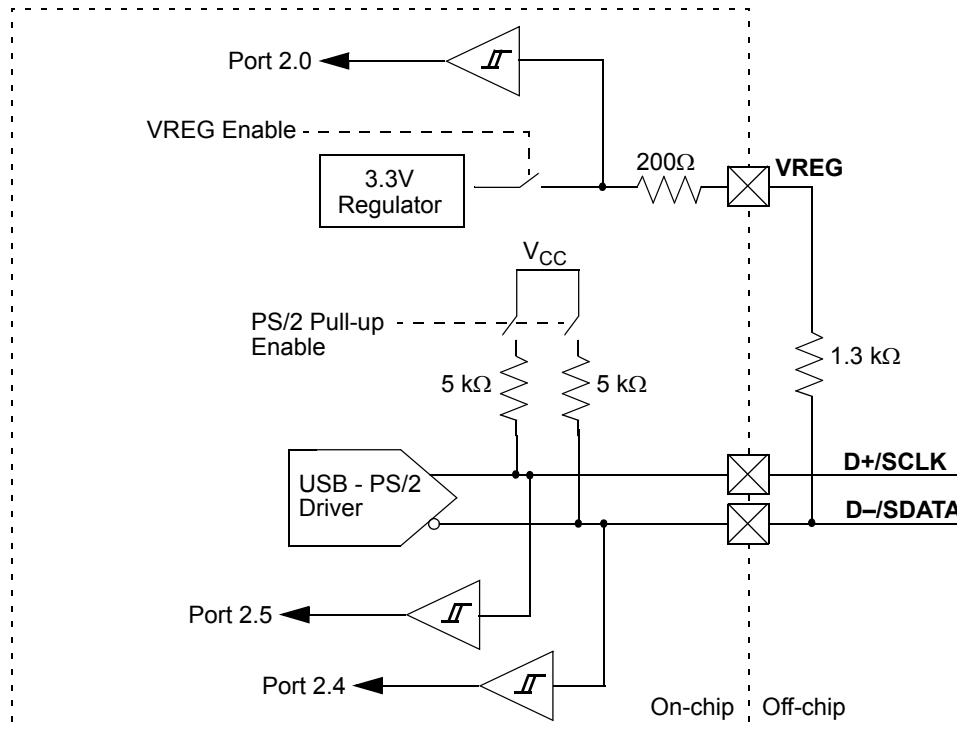 Port 2.0
VREG Enable
3.3V
Regulator
200Ω
VREG
VCC
PS/2 Pull-up
Enable
5 kΩ
5 kΩ
1.3 kΩ
USB - PS/2
Driver
D+/SCLK
D–/SDATA
Port 2.5
Port 2.4
On-chip
Off-chip